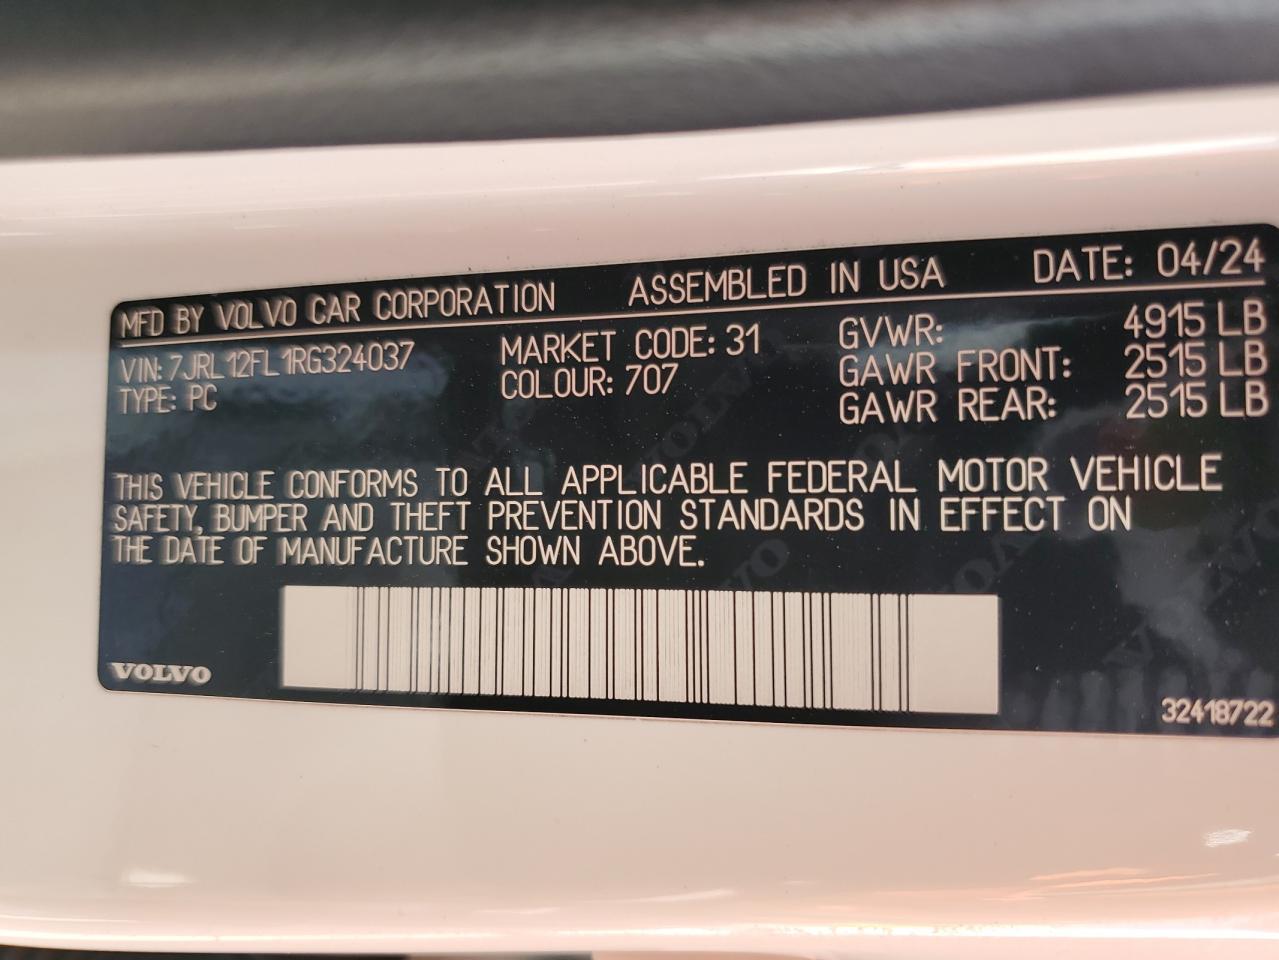 MFD BY VOLVO CAR CORPORATION ASSEMBLED IN USA DATE: 04/24
VIN: 7JRL12FL1RG324037 MARKET CODE: 31 GVWR: 4915 LB
TYPE: PC COLOUR: 707 GAWR FRONT: 2515 LB
GAWR REAR: 2515 LB
THIS VEHICLE CONFORMS TO ALL APPLICABLE FEDERAL MOTOR VEHICLE
SAFETY, BUMPER AND THEFT PREVENTION STANDARDS IN EFFECT ON
THE DATE OF MANUFACTURE SHOWN ABOVE.
VOLVO
32418722